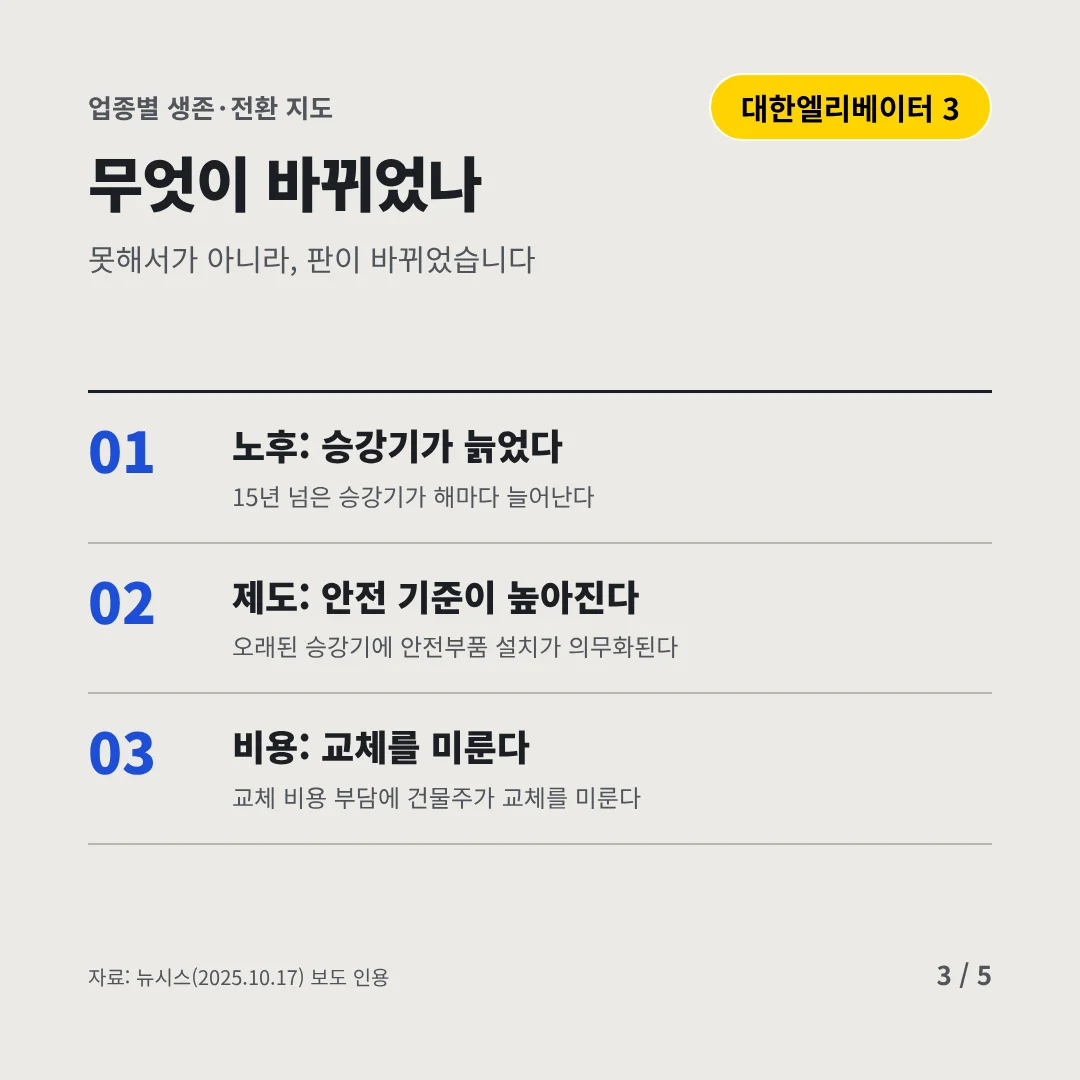 업종별 생존·전환 지도
대한엘리베이터 3
무엇이 바뀌었나
못해서가 아니라, 판이 바뀌었습니다
01
노후: 승강기가 늙었다
15년 넘은 승강기가 해마다 늘어난다
02
제도: 안전 기준이 높아진다
오래된 승강기에 안전부품 설치가 의무화된다
03
비용: 교체를 미룬다
교체 비용 부담에 건물주가 교체를 미룬다
자료: 뉴시스(2025.10.17) 보도 인용
3 / 5